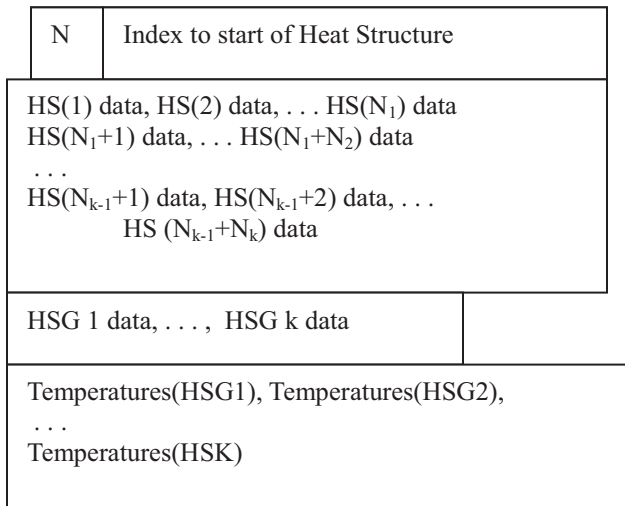 N Index to start of Heat Structure
HS(1) data, HS(2) data, . . . HS(N₁) data
HS(N₁+1) data, . . . HS(N₁+N₂) data
. . .
HS(Nₖ₋₁+1) data, HS(Nₖ₋₁+2) data, . . .
HS (Nₖ₋₁+Nₖ) data
HSG 1 data, . . . , HSG k data
Temperatures(HSG1), Temperatures(HSG2),
. . .
Temperatures(HSK)